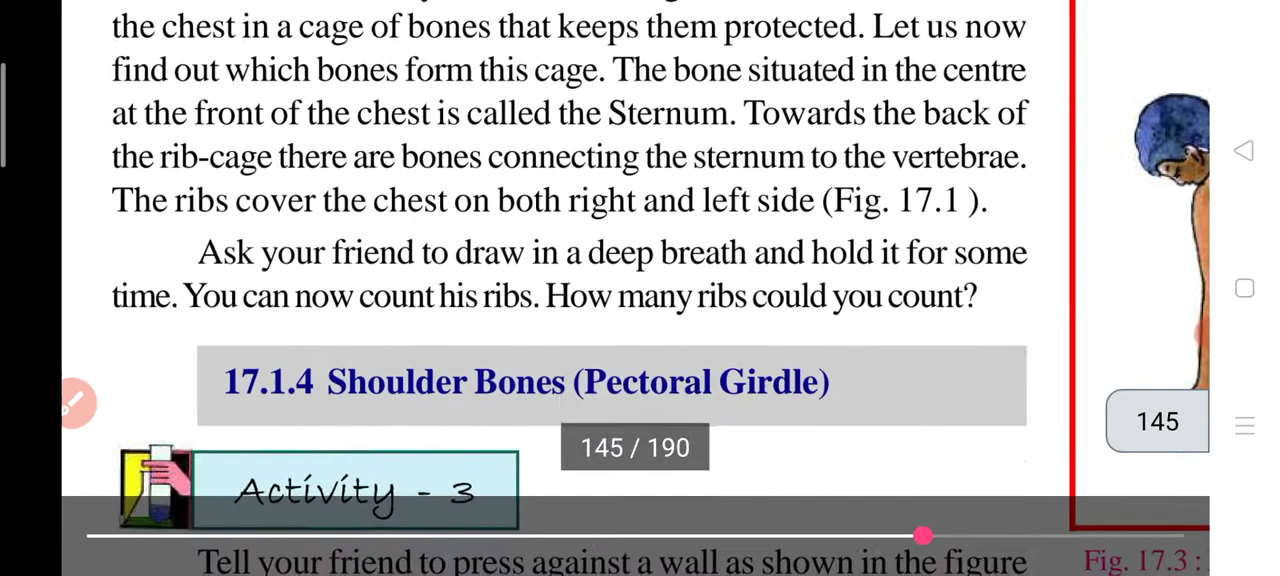 the chest in a cage of bones that keeps them protected. Let us now
find out which bones form this cage. The bone situated in the centre
at the front of the chest is called the Sternum. Towards the back of
the rib-cage there are bones connecting the sternum to the vertebrae.
The ribs cover the chest on both right and left side (Fig. 17.1 ).
Ask your friend to draw in a deep breath and hold it for some
time. You can now count his ribs. How many ribs could you count?
17.1.4 Shoulder Bones (Pectoral Girdle)
145
145 / 190
Activity - 3
Tell your friend to press against a wall as shown in the figure
Fig. 17.3 :